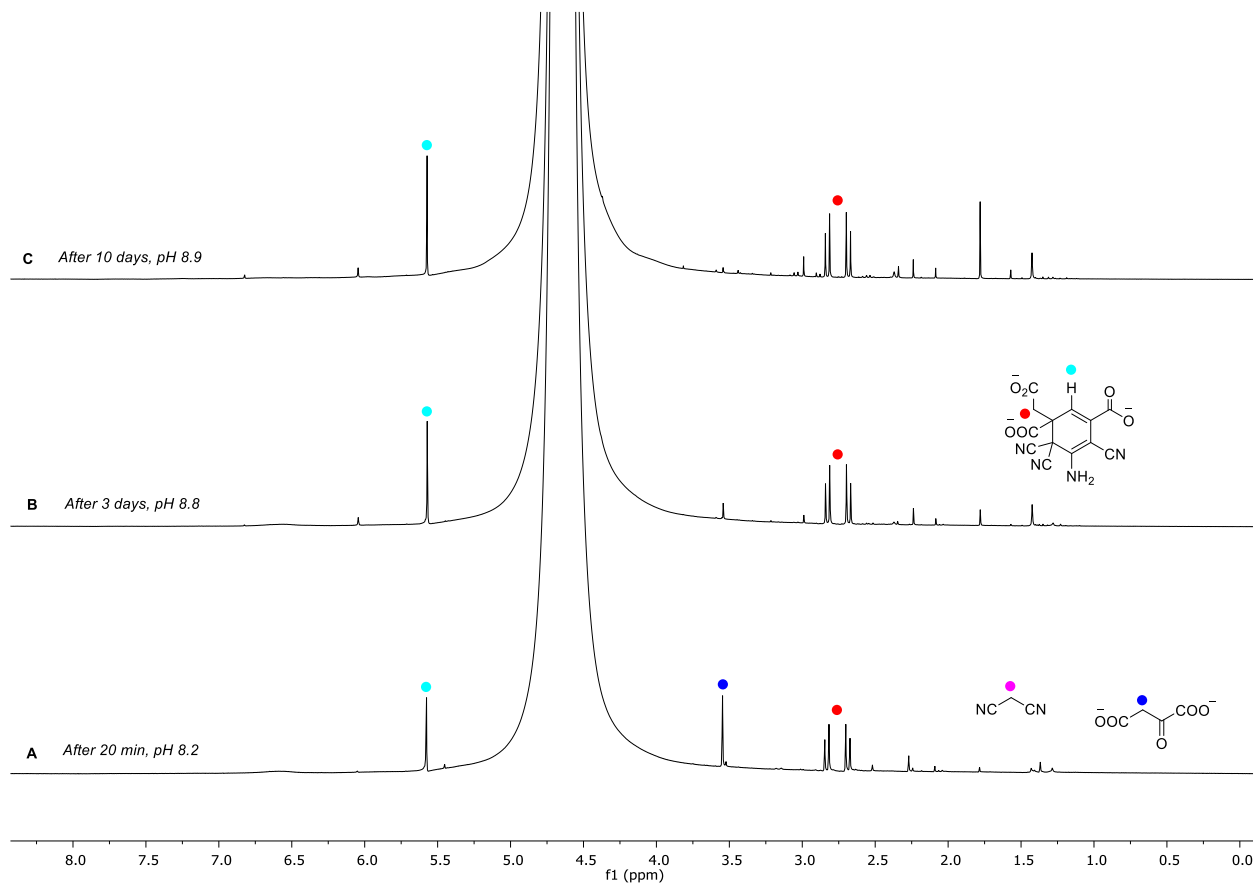 C After 10 days, pH 8.9
−
O₂C
H
O
−
O
−
OOC
NC
CN
NC
NH₂
B After 3 days, pH 8.8
NC CN
− −
OOC COO
O
A After 20 min, pH 8.2
8.0 7.5 7.0 6.5 6.0 5.5 5.0 4.5 4.0 3.5 3.0 2.5 2.0 1.5 1.0 0.5 0.0
f1 (ppm)